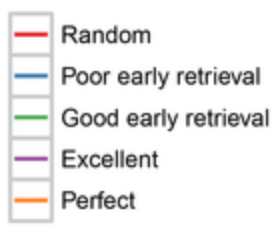 Random
Poor early retrieval
Good early retrieval
Excellent
Perfect